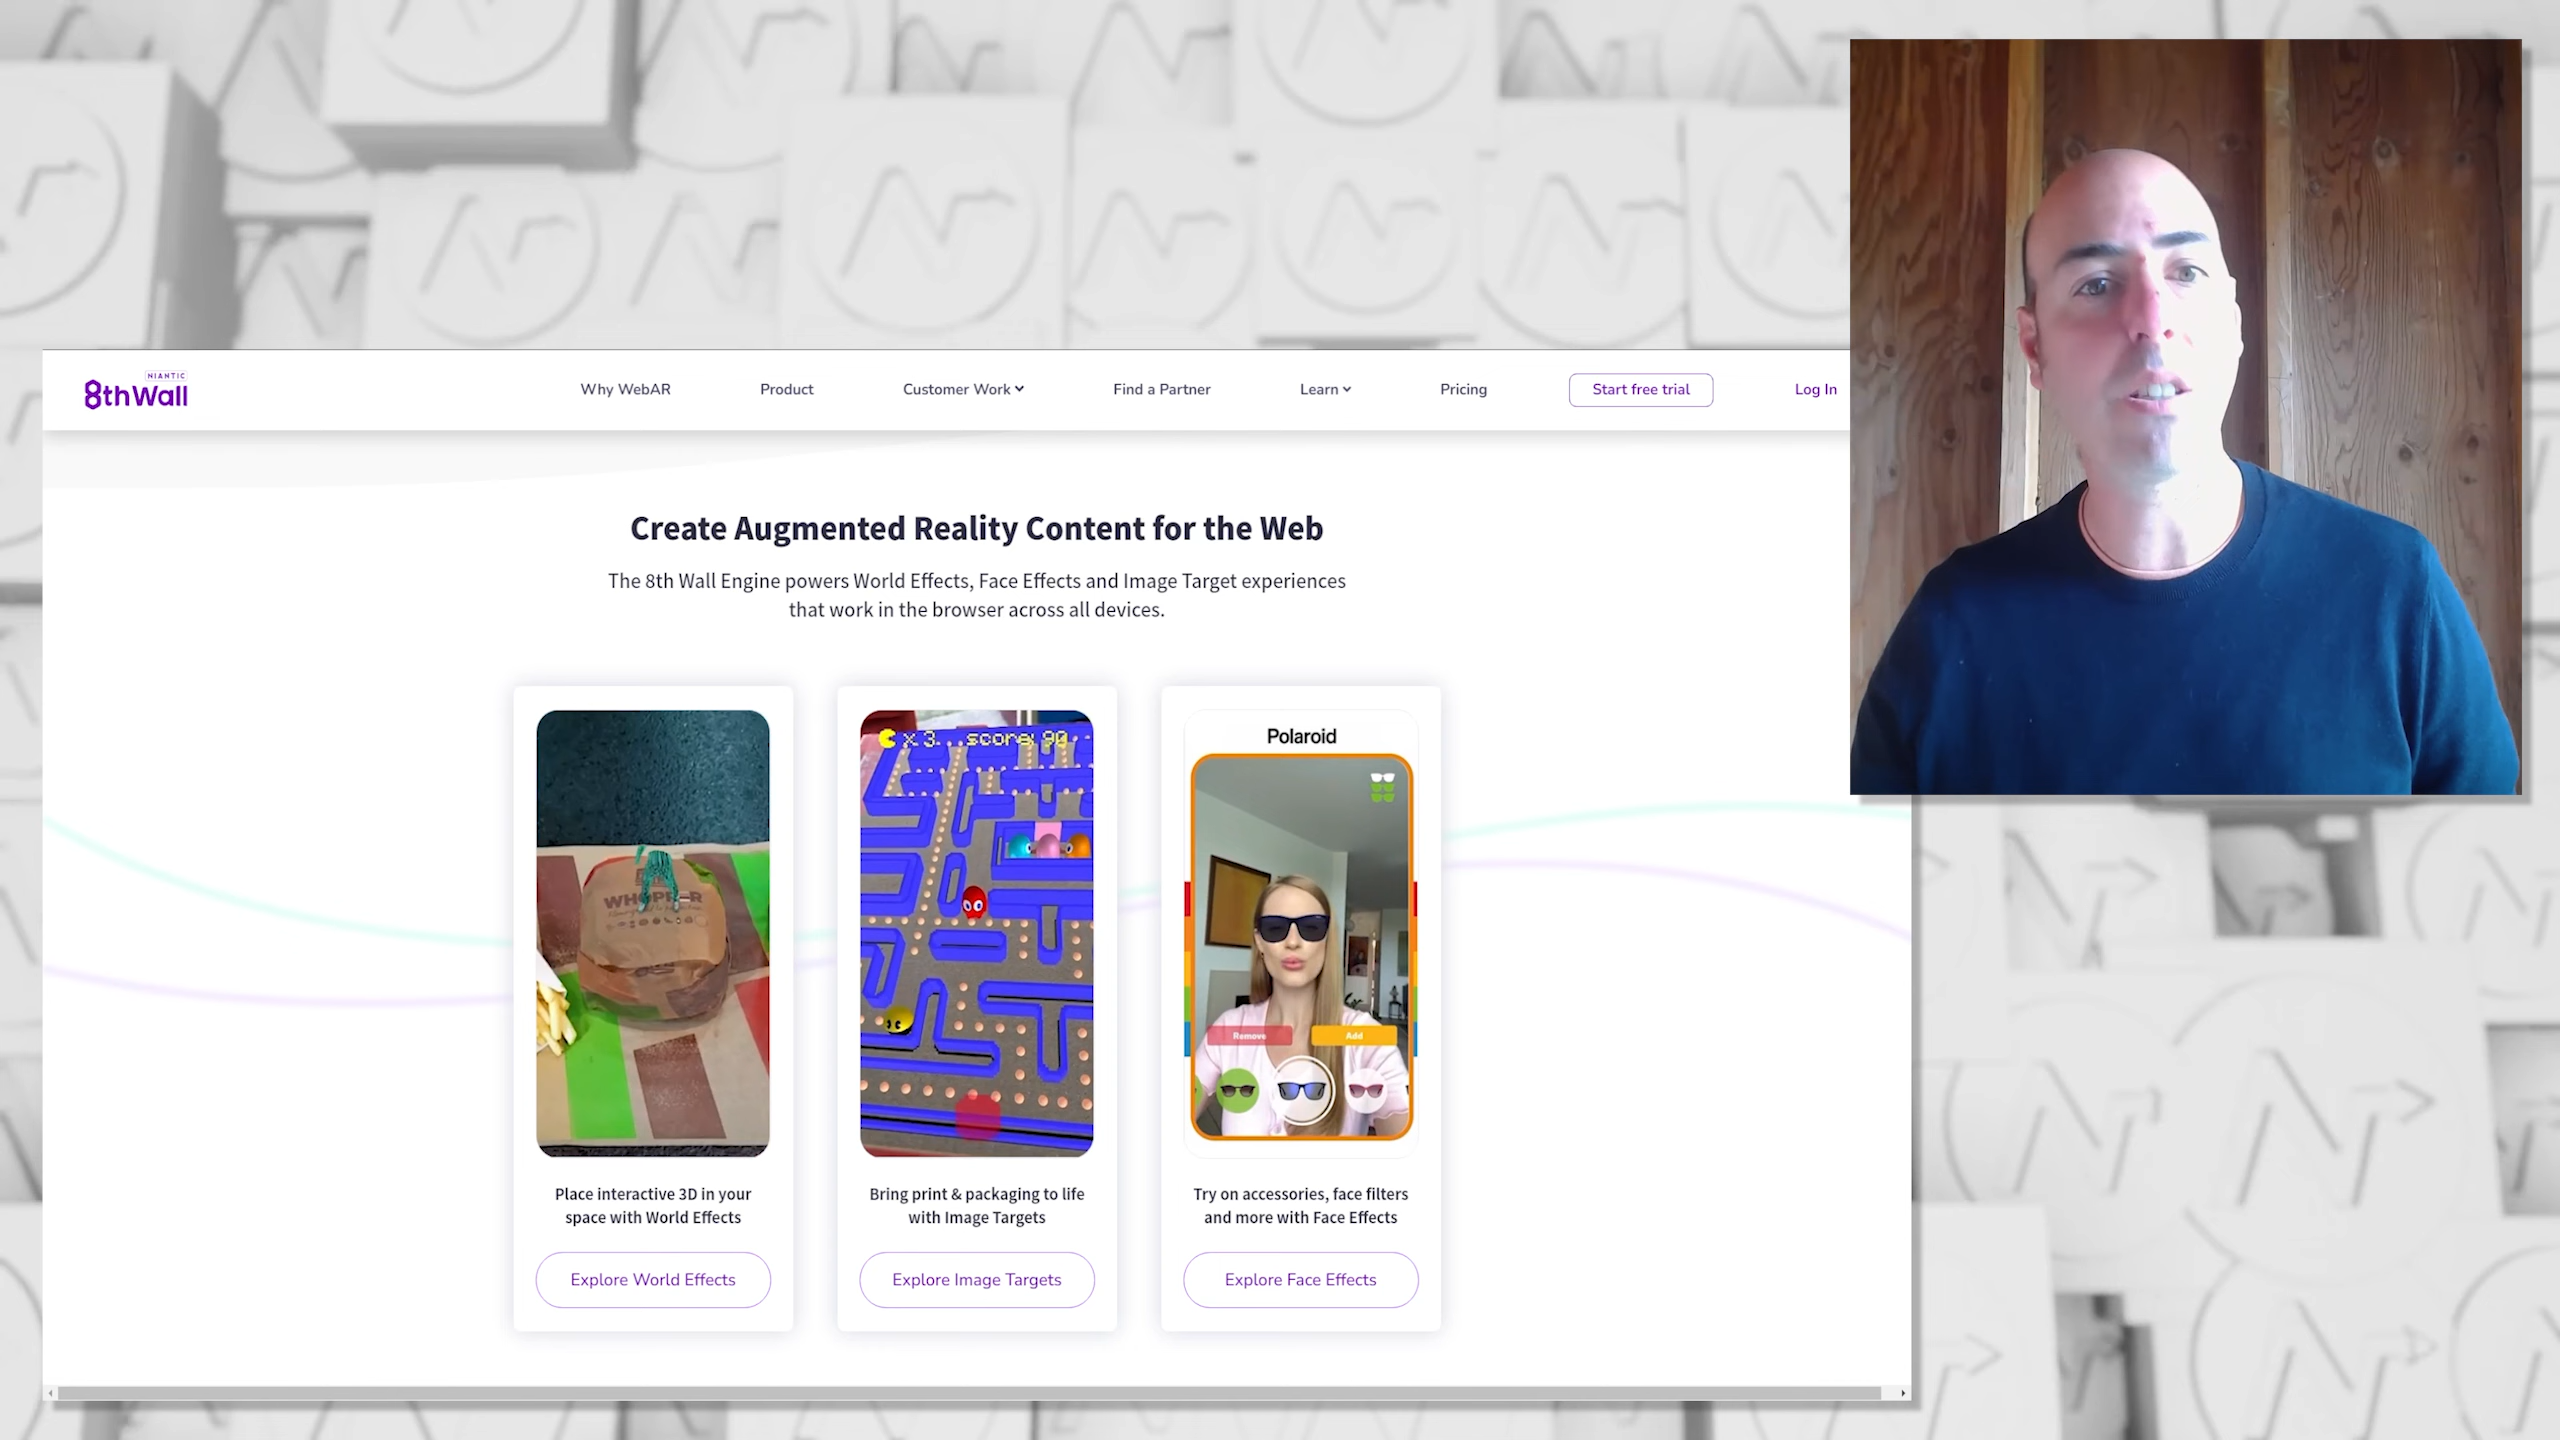 NIANTIC
8thWall
Why WebAR
Product
Customer Work
Find a Partner
Learn
Pricing
Start free trial
Log In
Create Augmented Reality Content for the Web
The 8th Wall Engine powers World Effects, Face Effects and Image Target experiences
that work in the browser across all devices.
WHOPPER
x 3
score: 90
Polaroid
Remove
Add
Place interactive 3D in your
space with World Effects
Bring print & packaging to life
with Image Targets
Try on accessories, face filters
and more with Face Effects
Explore World Effects
Explore Image Targets
Explore Face Effects